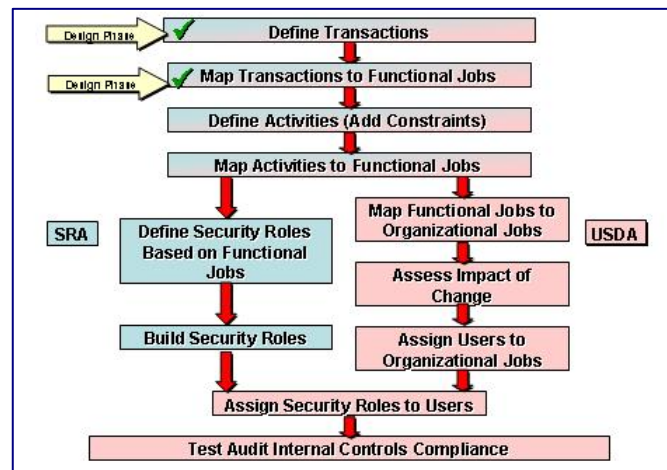 Design Phase
Define Transactions
Design Phase
Map Transactions to Functional Jobs
Define Activities (Add Constraints)
Map Activities to Functional Jobs
SRA
Define Security Roles
Based on Functional
Jobs
Map Functional Jobs to
Organizational Jobs
USDA
Assess Impact of
Change
Build Security Roles
Assign Users to
Organizational Jobs
Assign Security Roles to Users
Test Audit Internal Controls Compliance